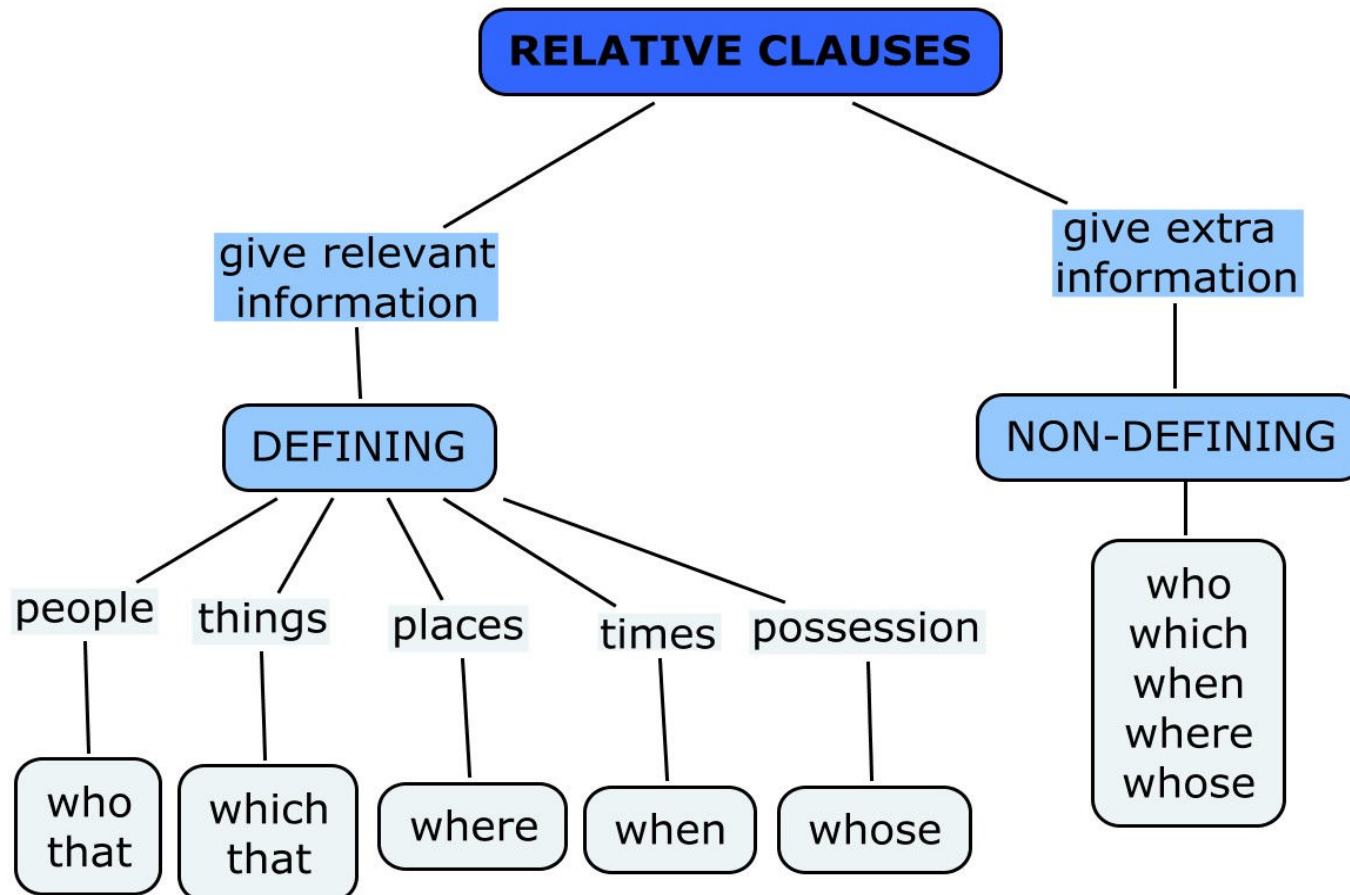 RELATIVE CLAUSES
give relevant
information
give extra
information
DEFINING
NON-DEFINING
people
things
places
times
possession
who
that
which
that
where
when
whose
who
which
when
where
whose